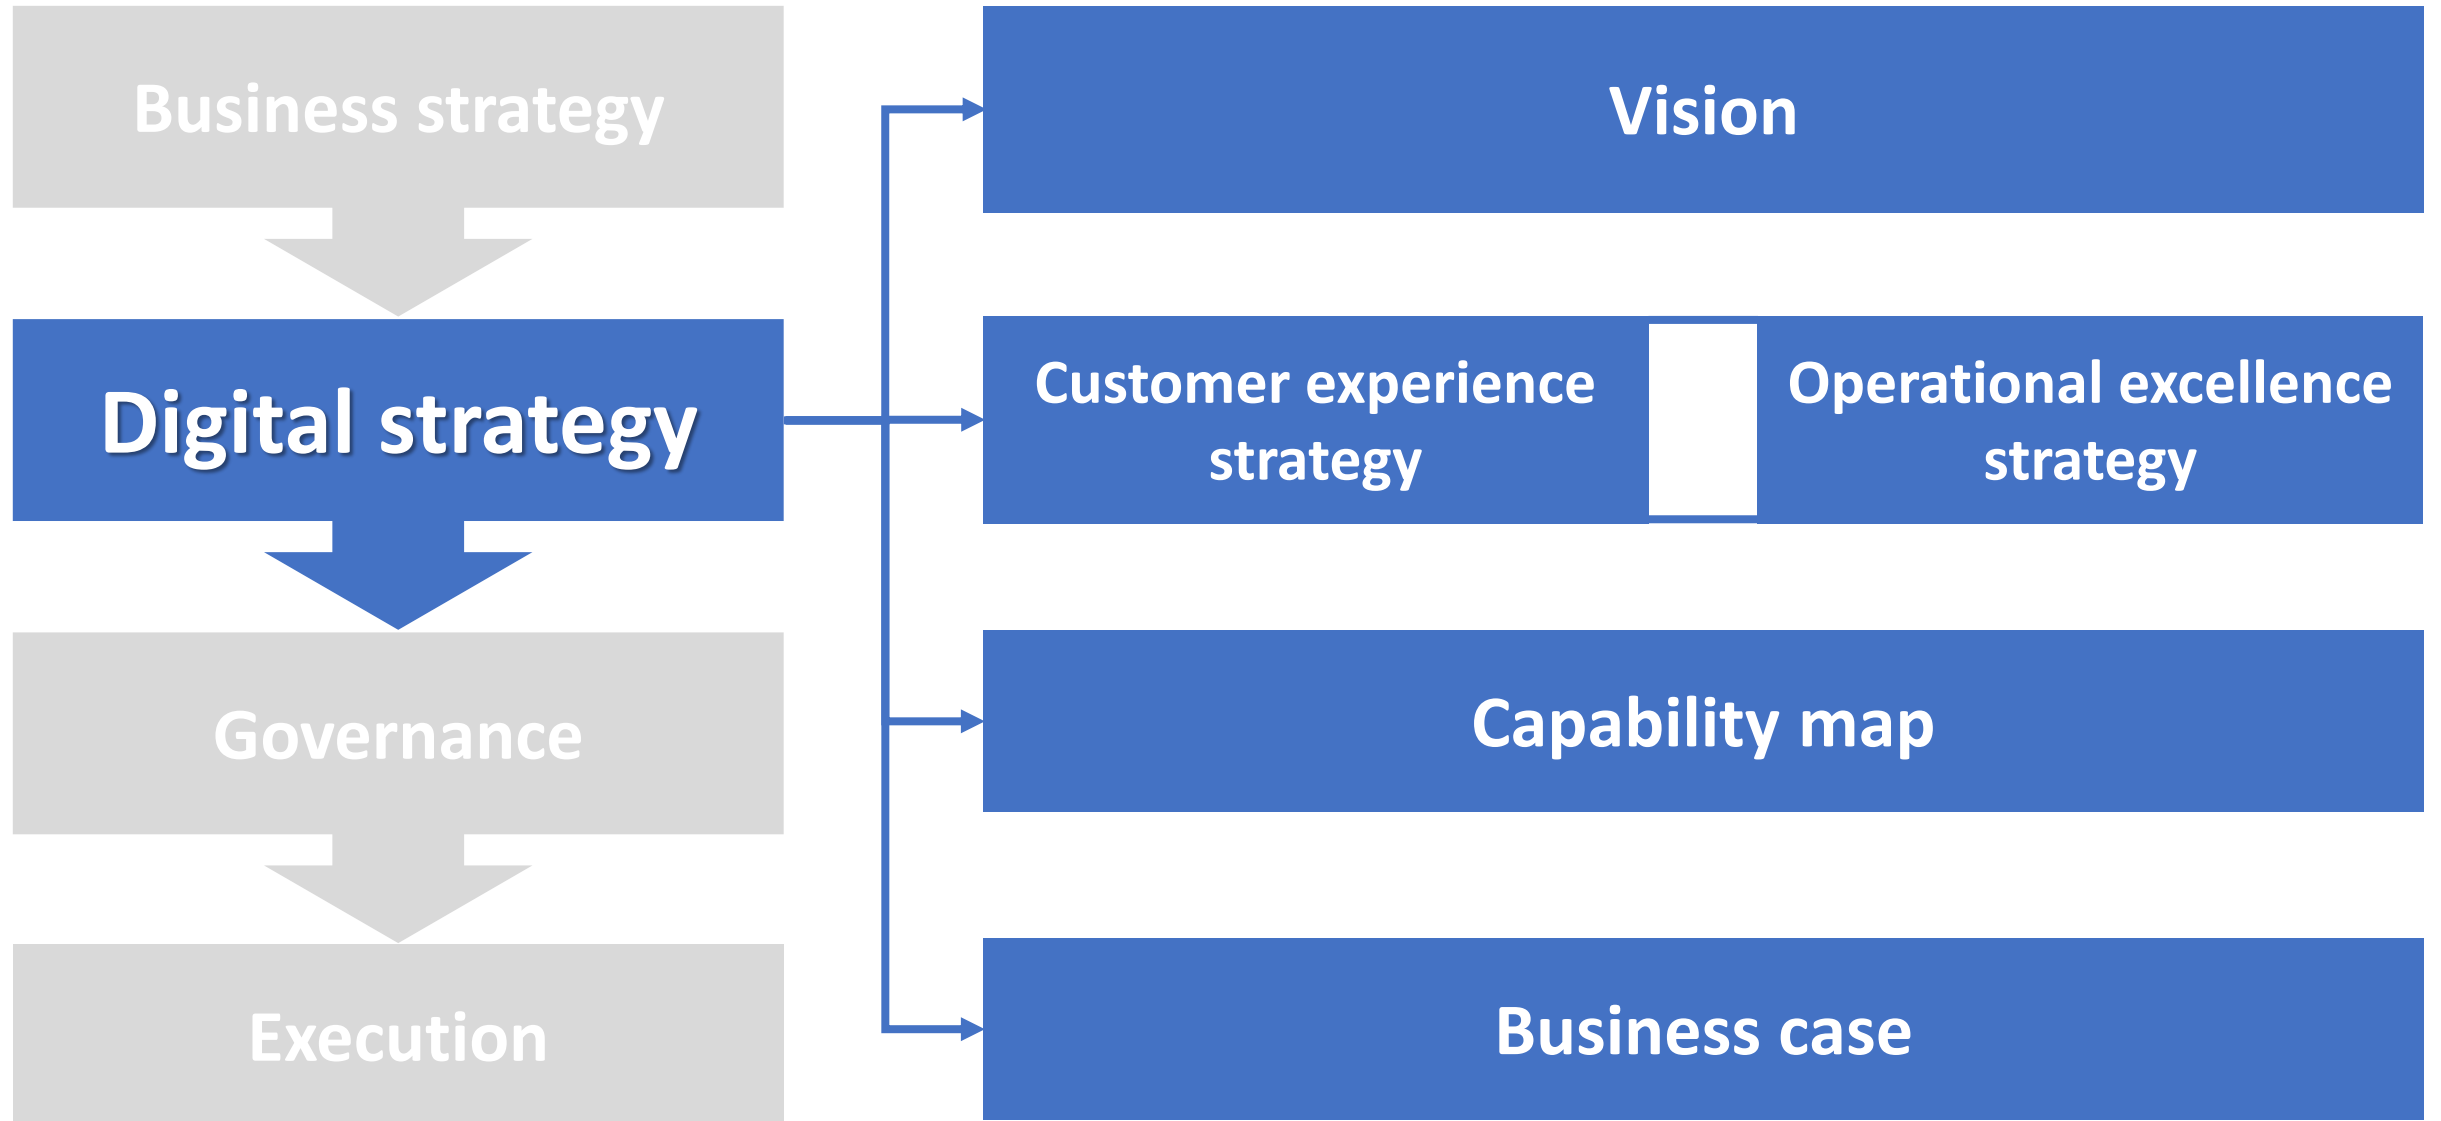 Business strategy
Digital strategy
Governance
Execution
Vision
Customer experience
strategy
Operational excellence
strategy
Capability map
Business case